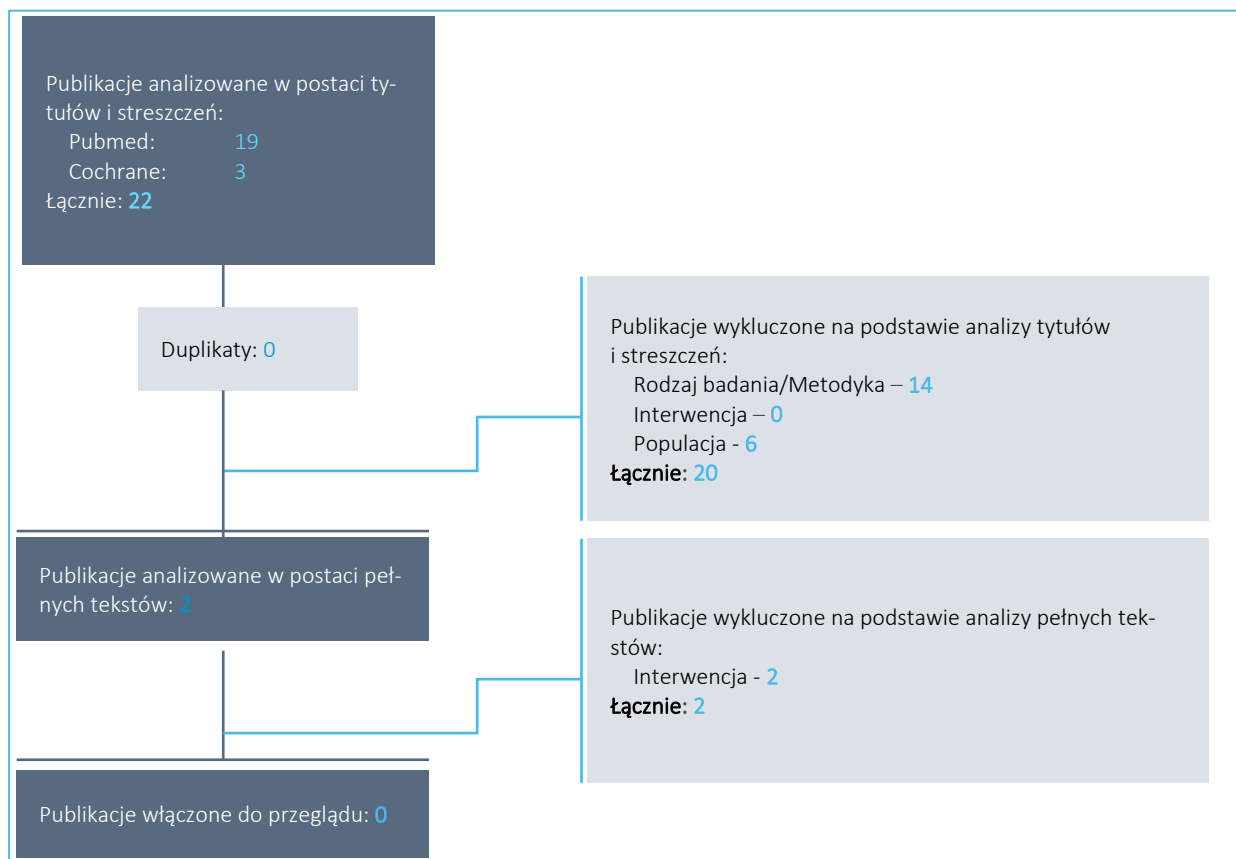 Publikacje analizowane w postaci ty-
tułów i streszczeń:
Pubmed: 19
Cochrane: 3
Łącznie: 22
Duplikaty: 0
Publikacje wykluczone na podstawie analizy tytułów
i streszczeń:
Rodzaj badania/Metodyka – 14
Interwencja – 0
Populacja - 6
Łącznie: 20
Publikacje analizowane w postaci peł-
nych tekstów: 2
Publikacje wykluczone na podstawie analizy pełnych tek-
stów:
Interwencja - 2
Łącznie: 2
Publikacje włączone do przeglądu: 0